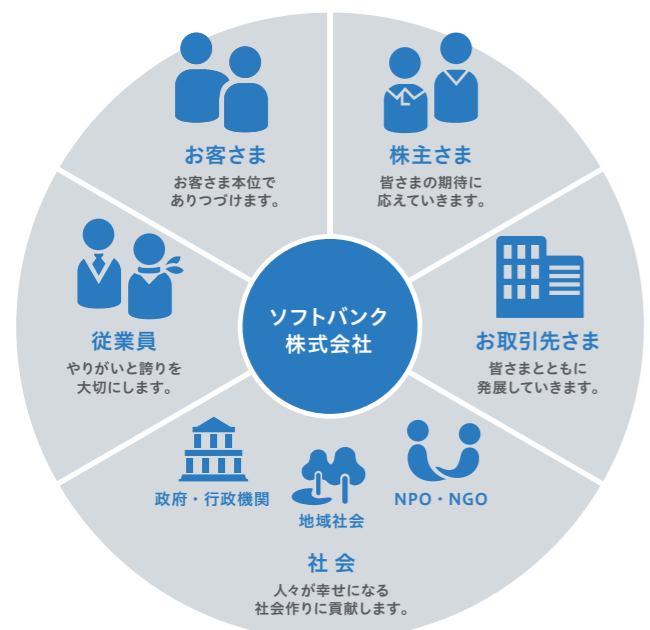 お客さま
お客さま本位で
ありつづけます。
株主さま
皆さまの期待に
応えていきます。
従業員
やりがいと誇りを
大切にします。
ソフトバンク
株式会社
お取引先さま
皆さまとともに
発展していきます。
政府・行政機関
地域社会
NPO・NGO
社会
人々が幸せになる
社会作りに貢献します。